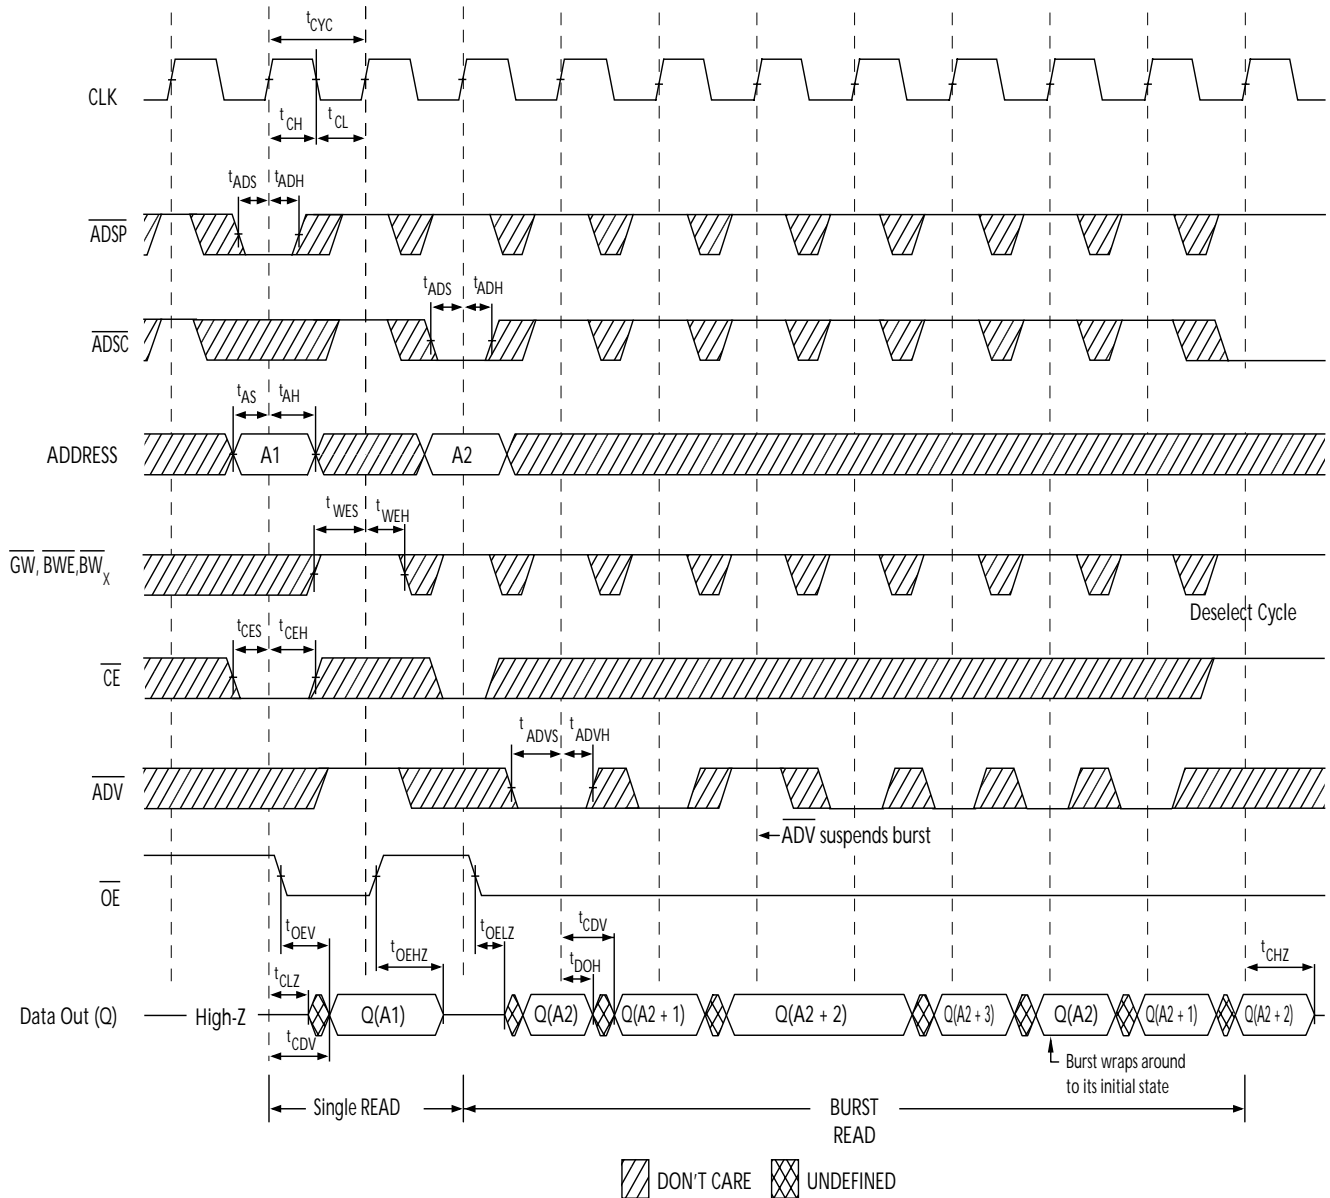 tCYC
CLK
tCH
tCL
tADS
tADH
ADSP
tADS
tADH
ADSC
tAS
tAH
ADDRESS
A1
A2
tWES
tWEH
GW, BWE,BWX
Deselect Cycle
tCES
tCEH
CE
tADVS
tADVH
ADV
ADV suspends burst
OE
tOEV
tOEHZ
tOELZ
tCDV
tCLZ
tDOH
tCHZ
Data Out (Q)
High-Z
Q(A1)
Q(A2)
Q(A2 + 1)
Q(A2 + 2)
Q(A2 + 3)
Q(A2)
Q(A2 + 1)
Q(A2 + 2)
tCDV
Burst wraps around
to its initial state
Single READ
BURST
READ
DON'T CARE
UNDEFINED